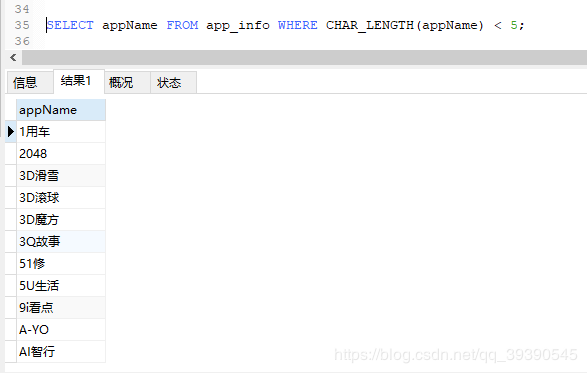 34
35 SELECT appName FROM app_info WHERE CHAR_LENGTH(appName) < 5;
36
信息 结果1 概况 状态
appName
1用车
2048
3D滑雪
3D滚球
3D魔方
3Q故事
51修
5U生活
9i看点
A-YO
AI智行
https://blog.csdn.net/qq_39390545